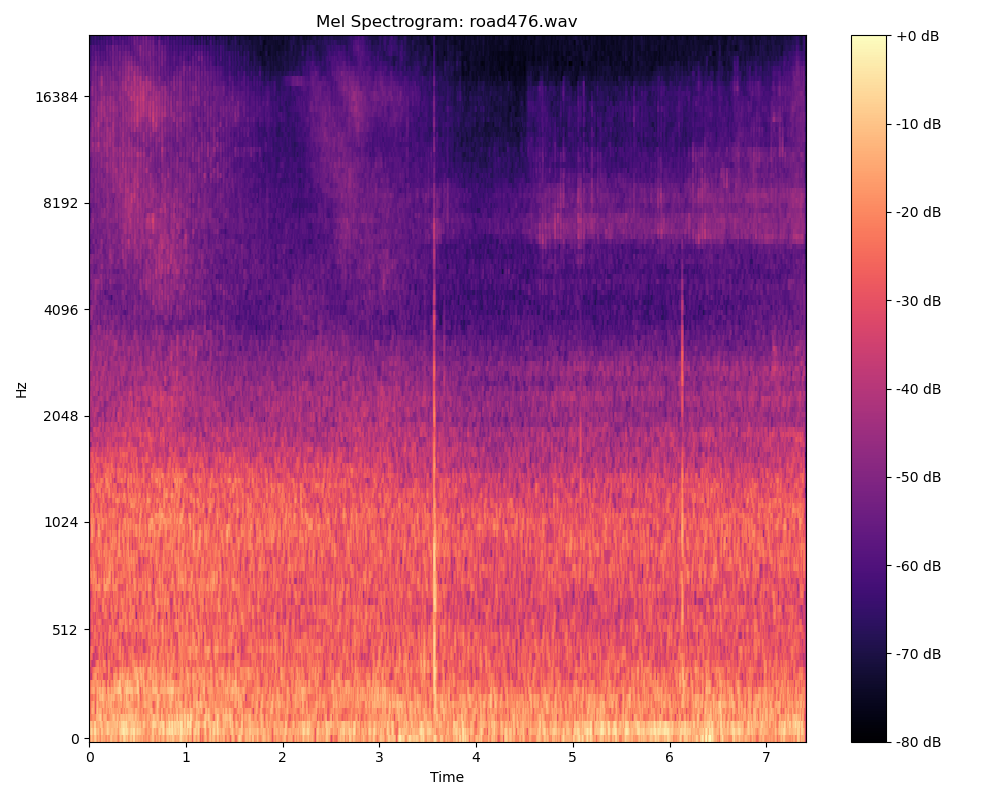 Mel Spectrogram: road476.wav
+0 dB
16384
-10 dB
8192
-20 dB
4096
-30 dB
Hz
2048
-40 dB
-50 dB
1024
-60 dB
512
-70 dB
0
-80 dB
0 1 2 3 4 5 6 7
Time